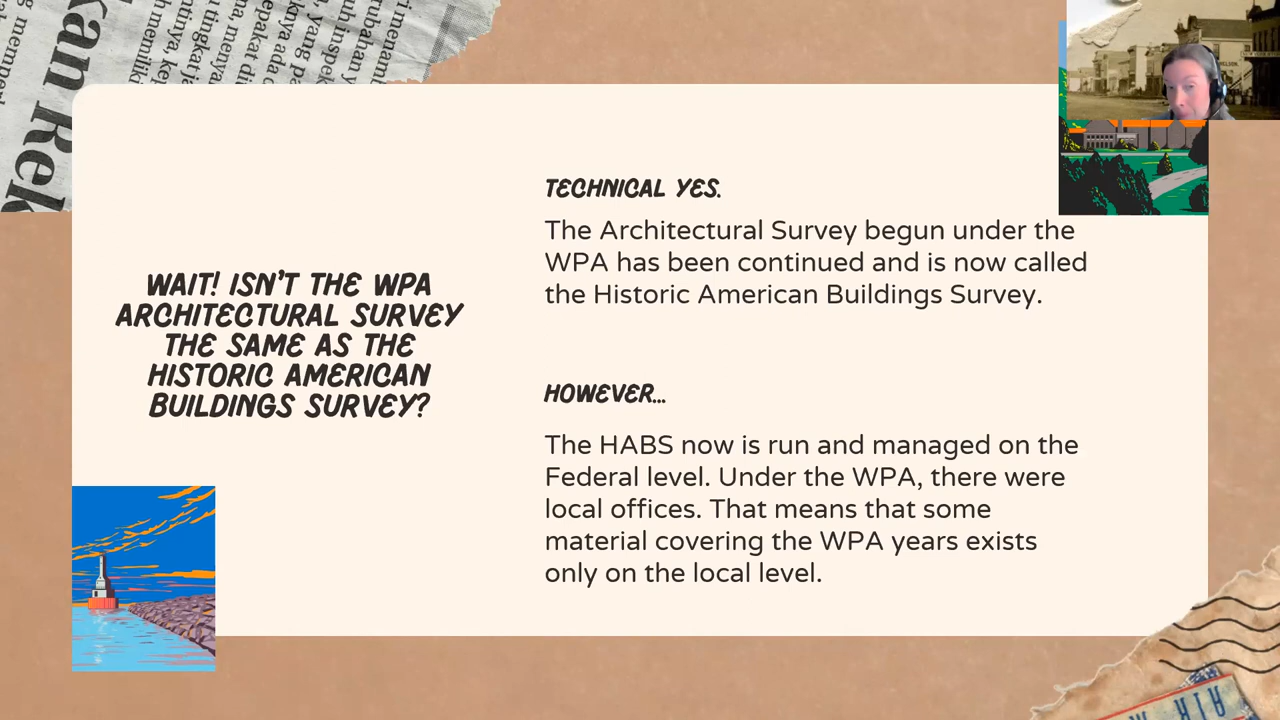 WAIT! ISN'T THE WPA
ARCHITECTURAL SURVEY
THE SAME AS THE
HISTORIC AMERICAN
BUILDINGS SURVEY?
TECHNICAL YES.
The Architectural Survey begun under the
WPA has been continued and is now called
the Historic American Buildings Survey.
HOWEVER...
The HABS now is run and managed on the
Federal level. Under the WPA, there were
local offices. That means that some
material covering the WPA years exists
only on the local level.
kan Rek
AIR